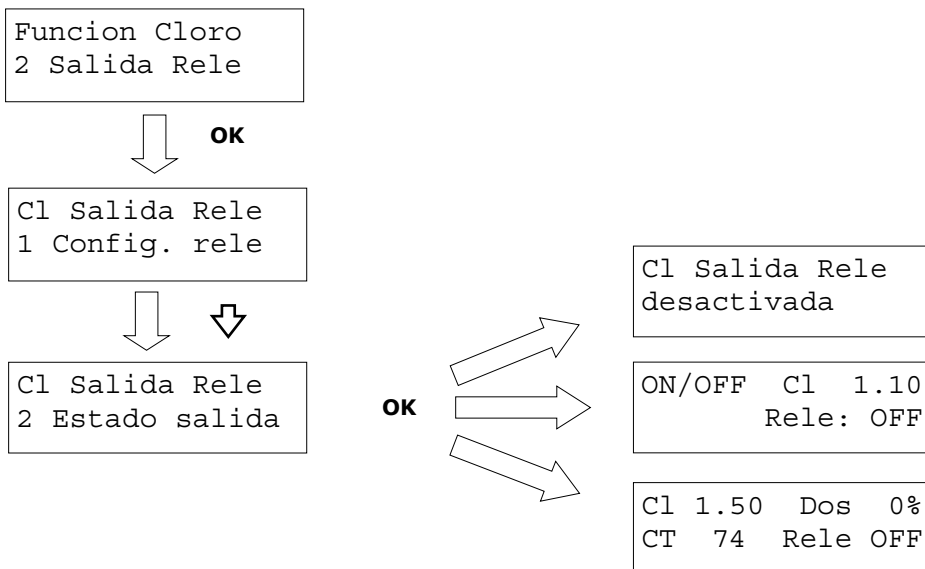 Funcion Cloro
2 Salida Rele
OK
Cl Salida Rele
1 Config. rele
Cl Salida Rele
2 Estado salida
OK
Cl Salida Rele
desactivada
ON/OFF Cl 1.10
Rele: OFF
Cl 1.50 Dos 0%
CT 74 Rele OFF